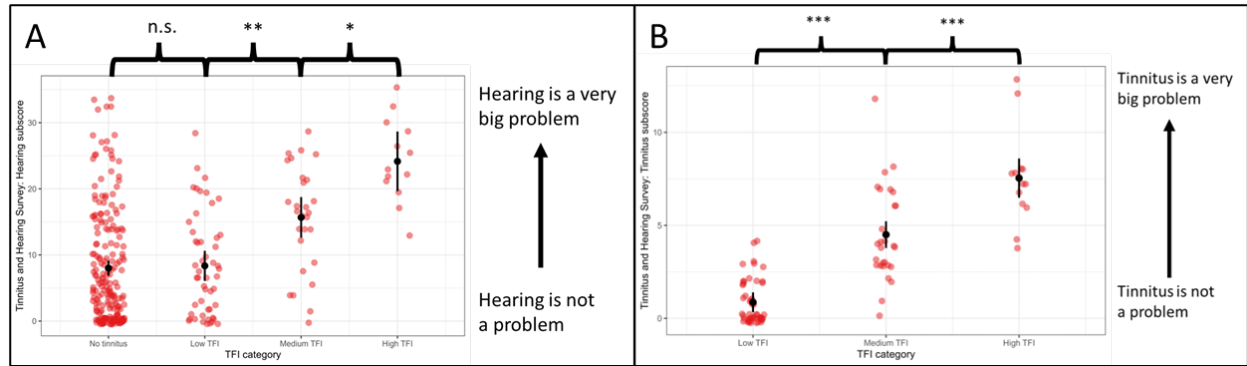 A
n.s.
**
*
Tinnitus and Hearing Survey: Hearing subscore
30
20
10
0
No tinnitus
Low TFI
Medium TFI
High TFI
TFI category
Hearing is a very
big problem
Hearing is not
a problem
B
***
***
Tinnitus and Hearing Survey: Tinnitus subscore
10
5
0
Low TFI
Medium TFI
High TFI
TFI category
Tinnitus is a very
big problem
Tinnitus is not
a problem